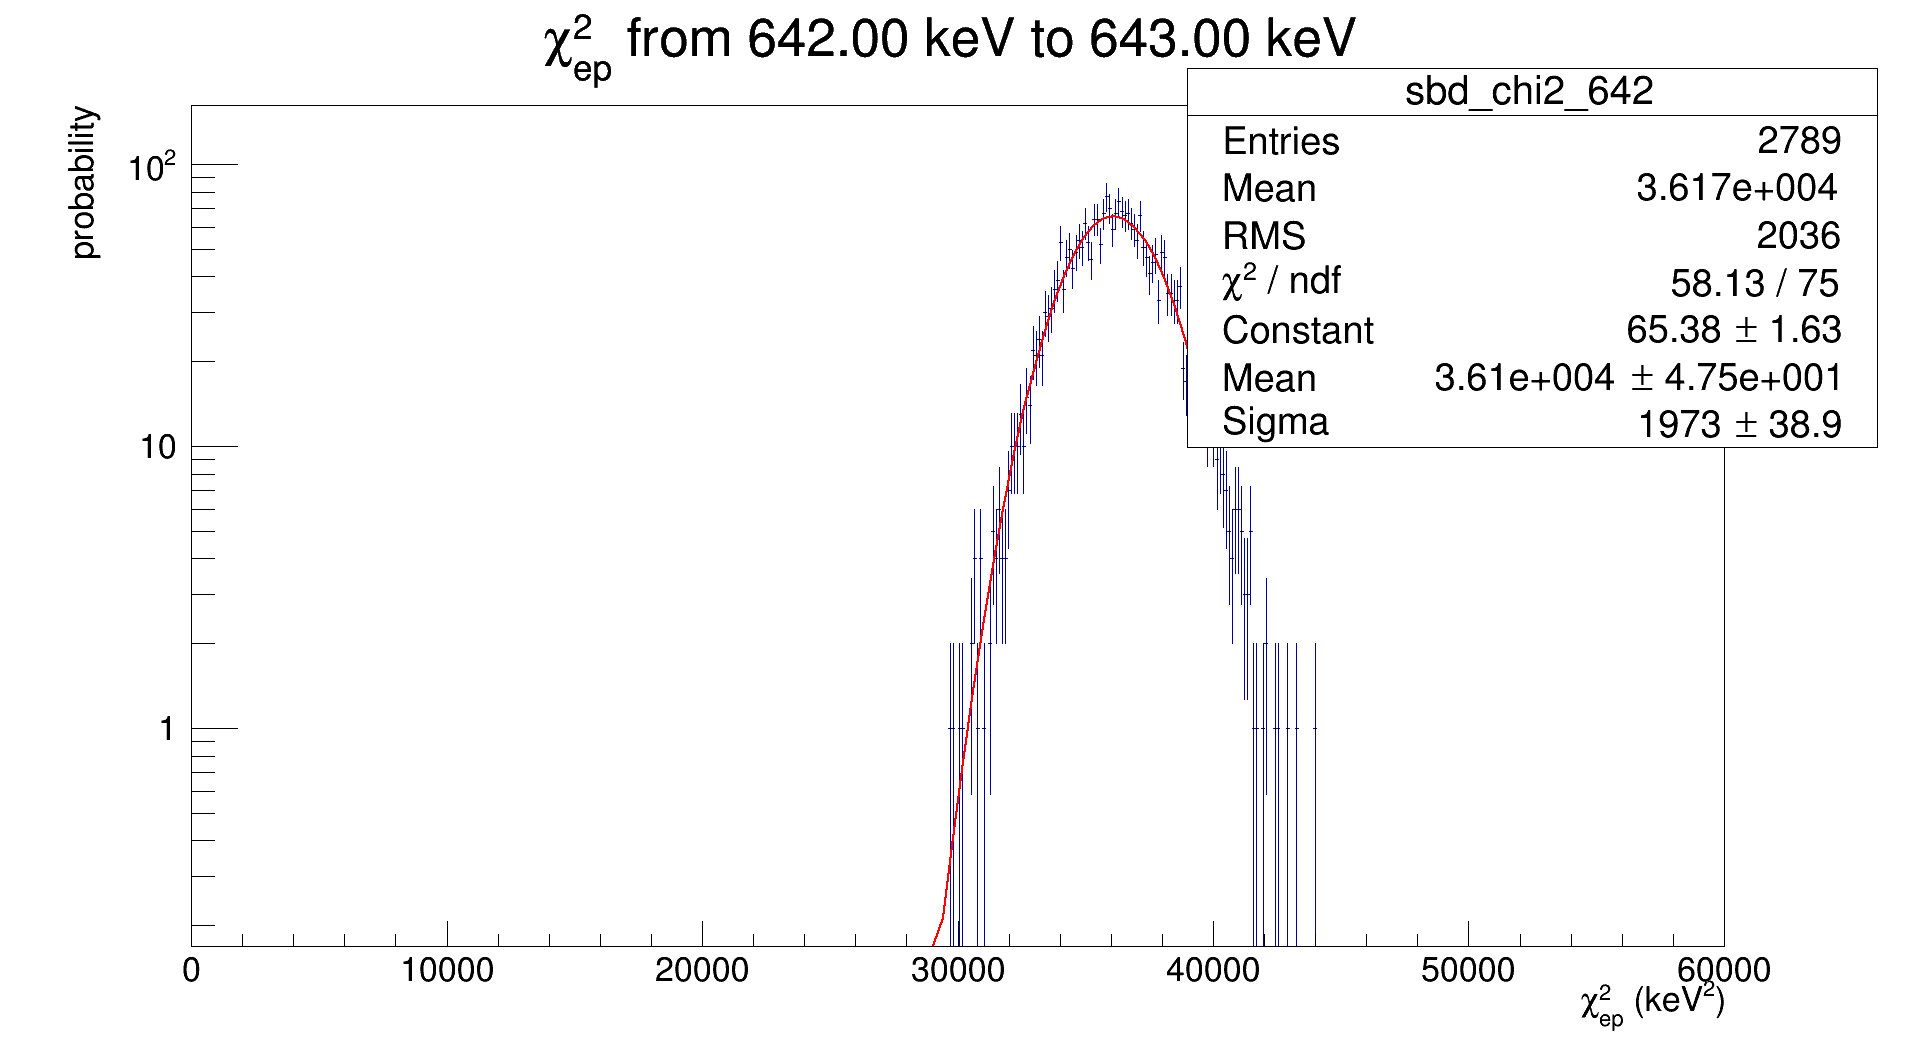 χ²ep from 642.00 keV to 643.00 keV
sbd_chi2_642
Entries 2789
Mean 3.617e+004
RMS 2036
χ² / ndf 58.13 / 75
Constant 65.38 ± 1.63
Mean 3.61e+004 ± 4.75e+001
Sigma 1973 ± 38.9
probability
10²
10
1
0 10000 20000 30000 40000 50000 60000
χ²ep (keV²)